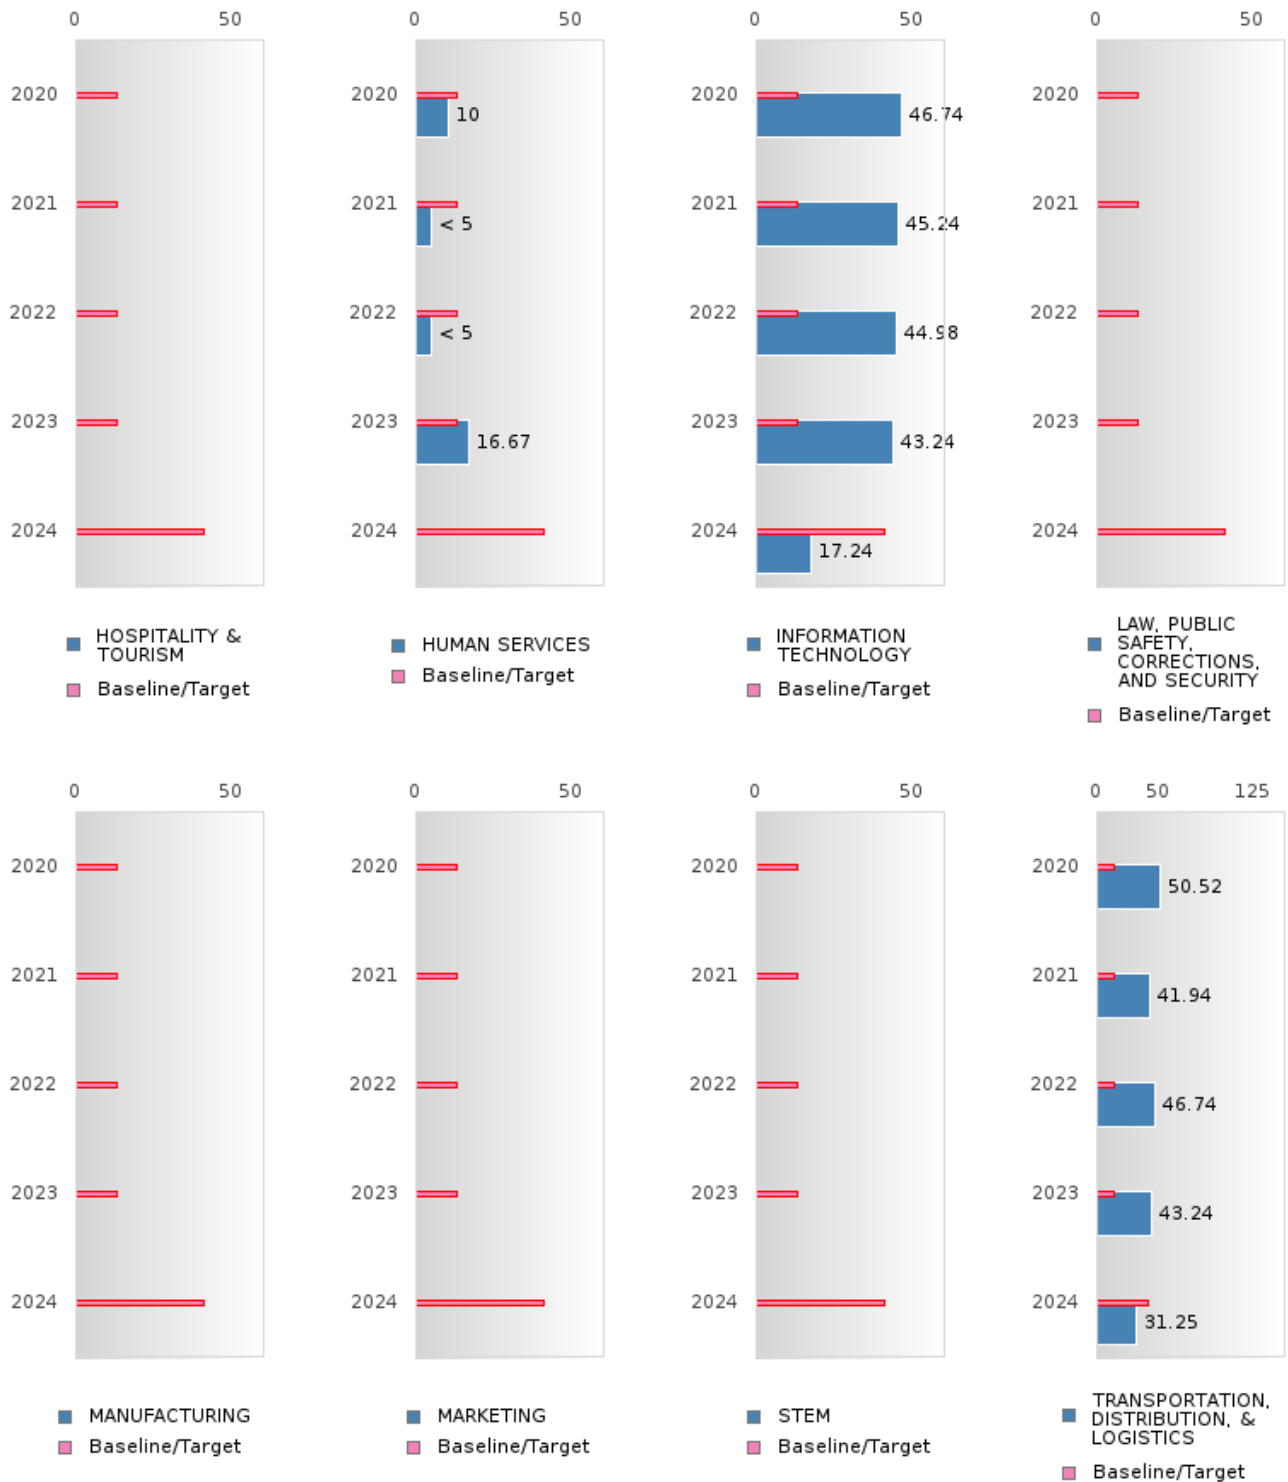 0 50
2020
2021
2022
2023
2024
HOSPITALITY &
TOURISM
Baseline/Target
0 50
2020 10
2021 < 5
2022 < 5
2023 16.67
2024
HUMAN SERVICES
Baseline/Target
0 50
2020 46.74
2021 45.24
2022 44.98
2023 43.24
2024 17.24
INFORMATION
TECHNOLOGY
Baseline/Target
0 50
2020
2021
2022
2023
2024
LAW, PUBLIC
SAFETY,
CORRECTIONS,
AND SECURITY
Baseline/Target
0 50
2020
2021
2022
2023
2024
MANUFACTURING
Baseline/Target
0 50
2020
2021
2022
2023
2024
MARKETING
Baseline/Target
0 50
2020
2021
2022
2023
2024
STEM
Baseline/Target
0 50 125
2020 50.52
2021 41.94
2022 46.74
2023 43.24
2024 31.25
TRANSPORTATION,
DISTRIBUTION, &
LOGISTICS
Baseline/Target